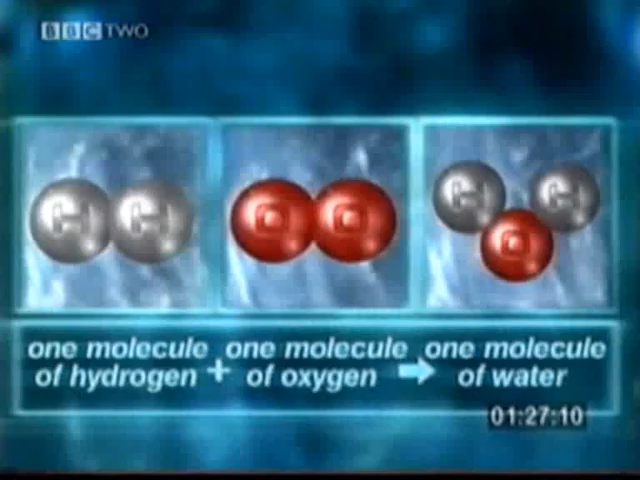 BBC TWO
H H O O H H O
one molecule of hydrogen + one molecule of oxygen → one molecule of water
01:27:10